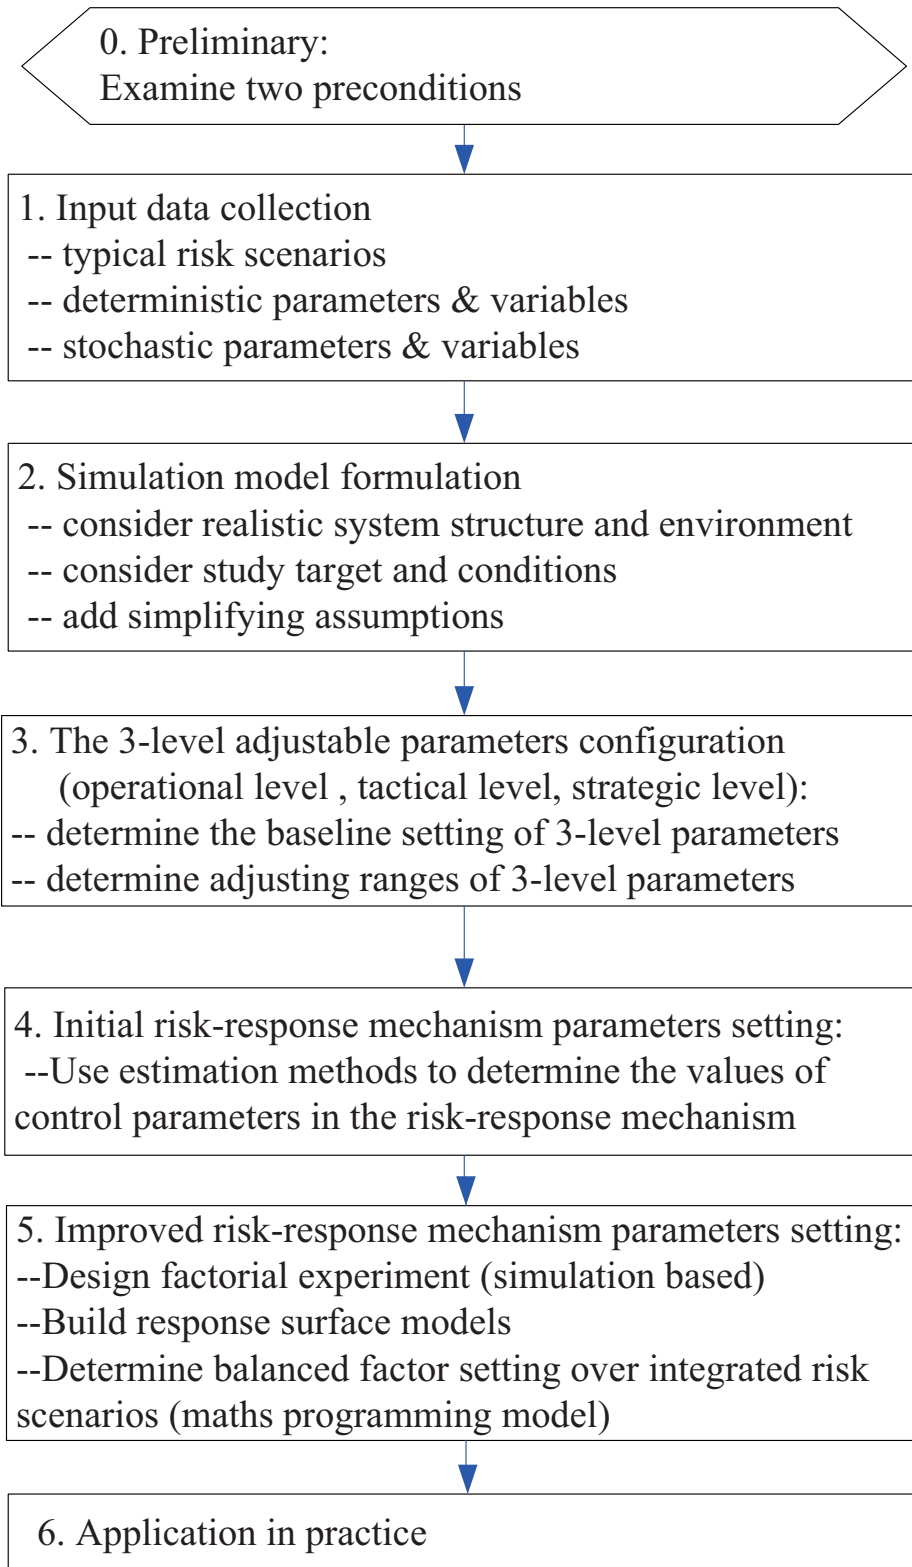 0. Preliminary:
Examine two preconditions
1. Input data collection
-- typical risk scenarios
-- deterministic parameters & variables
-- stochastic parameters & variables
2. Simulation model formulation
-- consider realistic system structure and environment
-- consider study target and conditions
-- add simplifying assumptions
3. The 3-level adjustable parameters configuration
(operational level , tactical level, strategic level):
-- determine the baseline setting of 3-level parameters
-- determine adjusting ranges of 3-level parameters
4. Initial risk-response mechanism parameters setting:
--Use estimation methods to determine the values of
control parameters in the risk-response mechanism
5. Improved risk-response mechanism parameters setting:
--Design factorial experiment (simulation based)
--Build response surface models
--Determine balanced factor setting over integrated risk
scenarios (maths programming model)
6. Application in practice